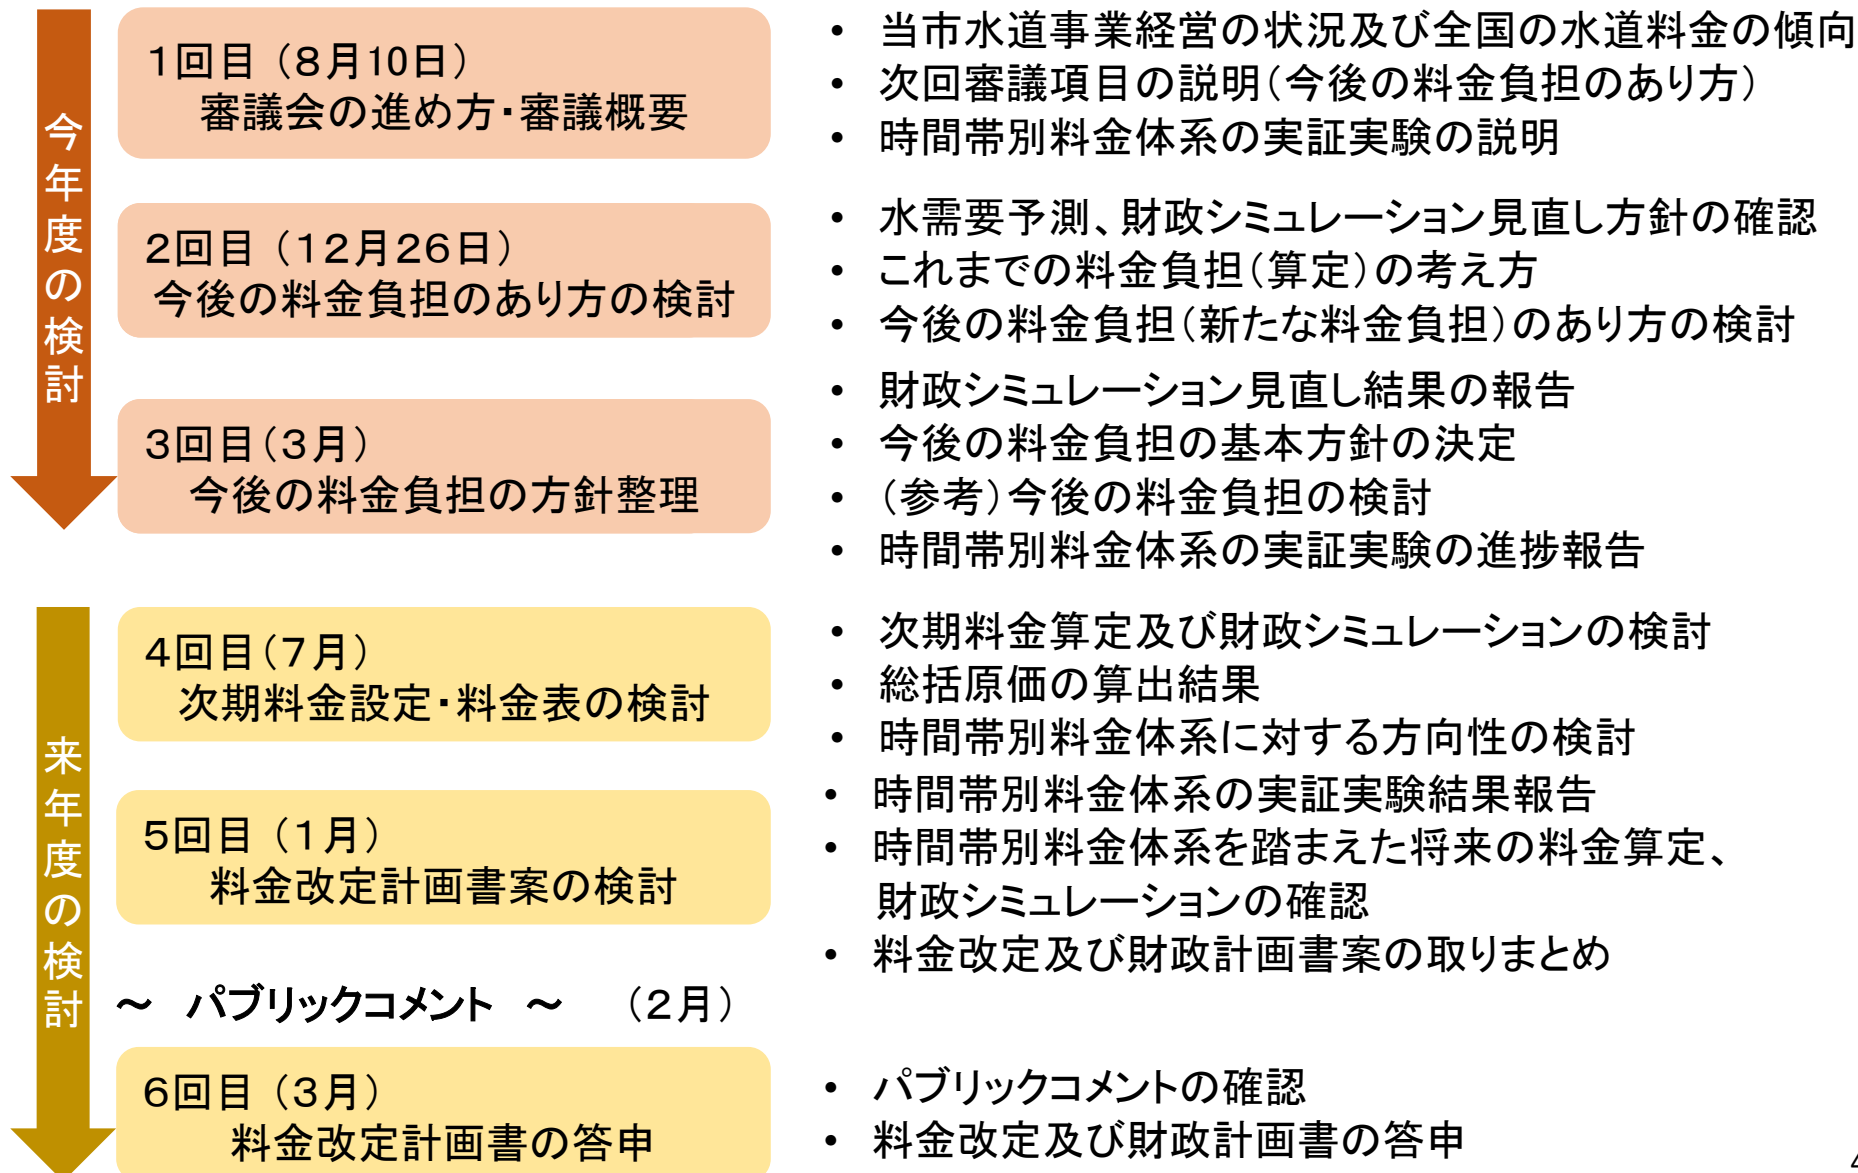 今年度の検討
1回目（8月10日）
審議会の進め方・審議概要
• 当市水道事業経営の状況及び全国の水道料金の傾向
• 次回審議項目の説明（今後の料金負担のあり方）
• 時間帯別料金体系の実証実験の説明
2回目（12月26日）
今後の料金負担のあり方の検討
• 水需要予測、財政シミュレーション見直し方針の確認
• これまでの料金負担（算定）の考え方
• 今後の料金負担（新たな料金負担）のあり方の検討
3回目（3月）
今後の料金負担の方針整理
• 財政シミュレーション見直し結果の報告
• 今後の料金負担の基本方針の決定
• （参考）今後の料金負担の検討
• 時間帯別料金体系の実証実験の進捗報告
来年度の検討
4回目（7月）
次期料金設定・料金表の検討
• 次期料金算定及び財政シミュレーションの検討
• 総括原価の算出結果
• 時間帯別料金体系に対する方向性の検討
5回目（1月）
料金改定計画書案の検討
• 時間帯別料金体系の実証実験結果報告
• 時間帯別料金体系を踏まえた将来の料金算定、
財政シミュレーションの確認
• 料金改定及び財政計画書案の取りまとめ
～ パブリックコメント ～ （2月）
6回目（3月）
料金改定計画書の答申
• パブリックコメントの確認
• 料金改定及び財政計画書の答申